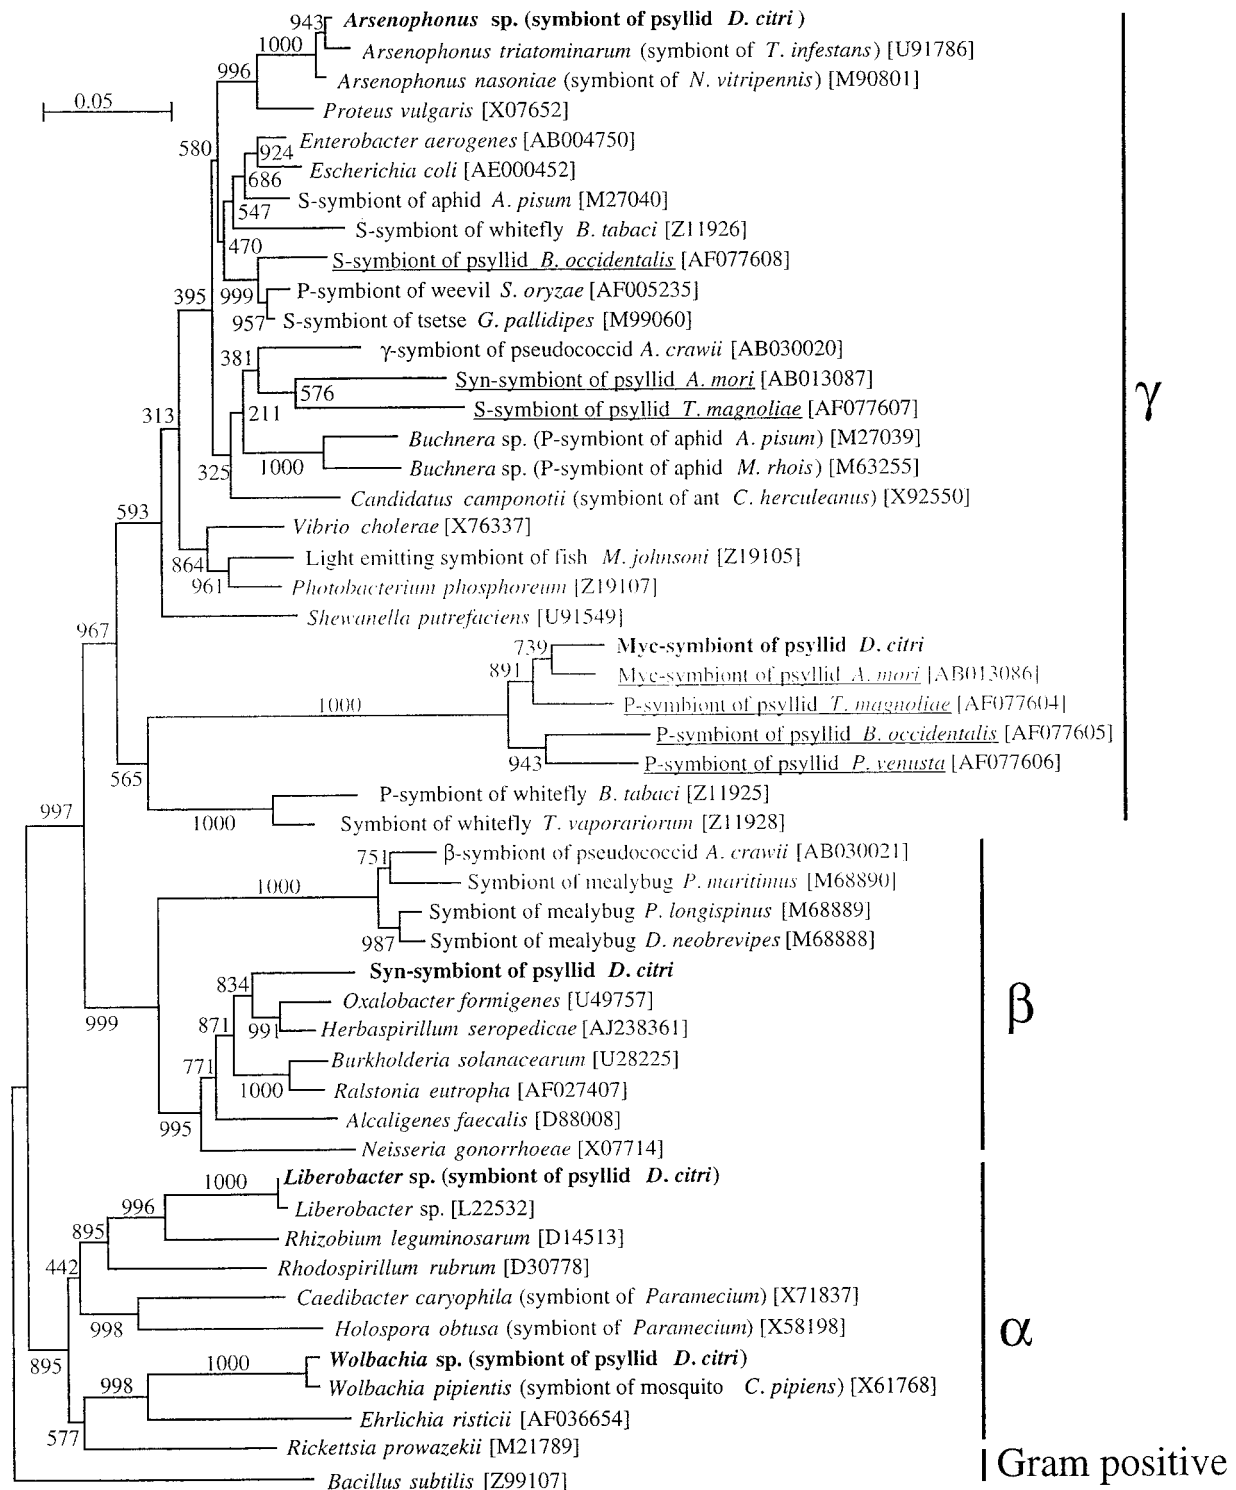 943 Arsenophonus sp. (symbiont of psyllid D. citri)
1000 Arsenophonus triatominarum (symbiont of T. infestans) [U91786]
996 Arsenophonus nasoniae (symbiont of N. vitripennis) [M90801]
0.05 Proteus vulgaris [X07652]
580 Enterobacter aerogenes [AB004750]
924
Escherichia coli [AE000452]
686
S-symbiont of aphid A. pisum [M27040]
547
S-symbiont of whitefly B. tabaci [Z11926]
470
S-symbiont of psyllid B. occidentalis [AF077608]
395 999 P-symbiont of weevil S. oryzae [AF005235]
957 S-symbiont of tsetse G. pallidipes [M99060]
381 γ-symbiont of pseudococcid A. crawii [AB030020]
Syn-symbiont of psyllid A. mori [AB013087]
576
γ
313 211 S-symbiont of psyllid T. magnoliae [AF077607]
Buchnera sp. (P-symbiont of aphid A. pisum) [M27039]
325 1000 Buchnera sp. (P-symbiont of aphid M. rhois) [M63255]
Candidatus camponotii (symbiont of ant C. herculeanus) [X92550]
593 Vibrio cholerae [X76337]
864 Light emitting symbiont of fish M. johnsoni [Z19105]
961 Photobacterium phosphoreum [Z19107]
Shewanella putrefaciens [U91549]
967
739 Myc-symbiont of psyllid D. citri
891 Myc-symbiont of psyllid A. mori [AB013086]
1000 P-symbiont of psyllid T. magnoliae [AF077604]
P-symbiont of psyllid B. occidentalis [AF077605]
943 P-symbiont of psyllid P. venusta [AF077606]
565
P-symbiont of whitefly B. tabaci [Z11925]
997 1000 Symbiont of whitefly T. vaporariorum [Z11928]
751 β-symbiont of pseudococcid A. crawii [AB030021]
1000 Symbiont of mealybug P. maritimus [M68890]
Symbiont of mealybug P. longispinus [M68889]
987 Symbiont of mealybug D. neobrevipes [M68888]
Syn-symbiont of psyllid D. citri
834
Oxalobacter formigenes [U49757]
β
999 871 991 Herbaspirillum seropedicae [AJ238361]
Burkholderia solanacearum [U28225]
771
1000 Ralstonia eutropha [AF027407]
Alcaligenes faecalis [D88008]
995
Neisseria gonorrhoeae [X07714]
1000 Liberobacter sp. (symbiont of psyllid D. citri)
996 Liberobacter sp. [L22532]
895 Rhizobium leguminosarum [D14513]
442 Rhodospirillum rubrum [D30778]
Caedibacter caryophila (symbiont of Paramecium) [X71837]
998 Holospora obtusa (symbiont of Paramecium) [X58198]
α
895 1000 Wolbachia sp. (symbiont of psyllid D. citri)
998 Wolbachia pipientis (symbiont of mosquito C. pipiens) [X61768]
Ehrlichia risticii [AF036654]
577
Rickettsia prowazekii [M21789]
Gram positive
Bacillus subtilis [Z99107]